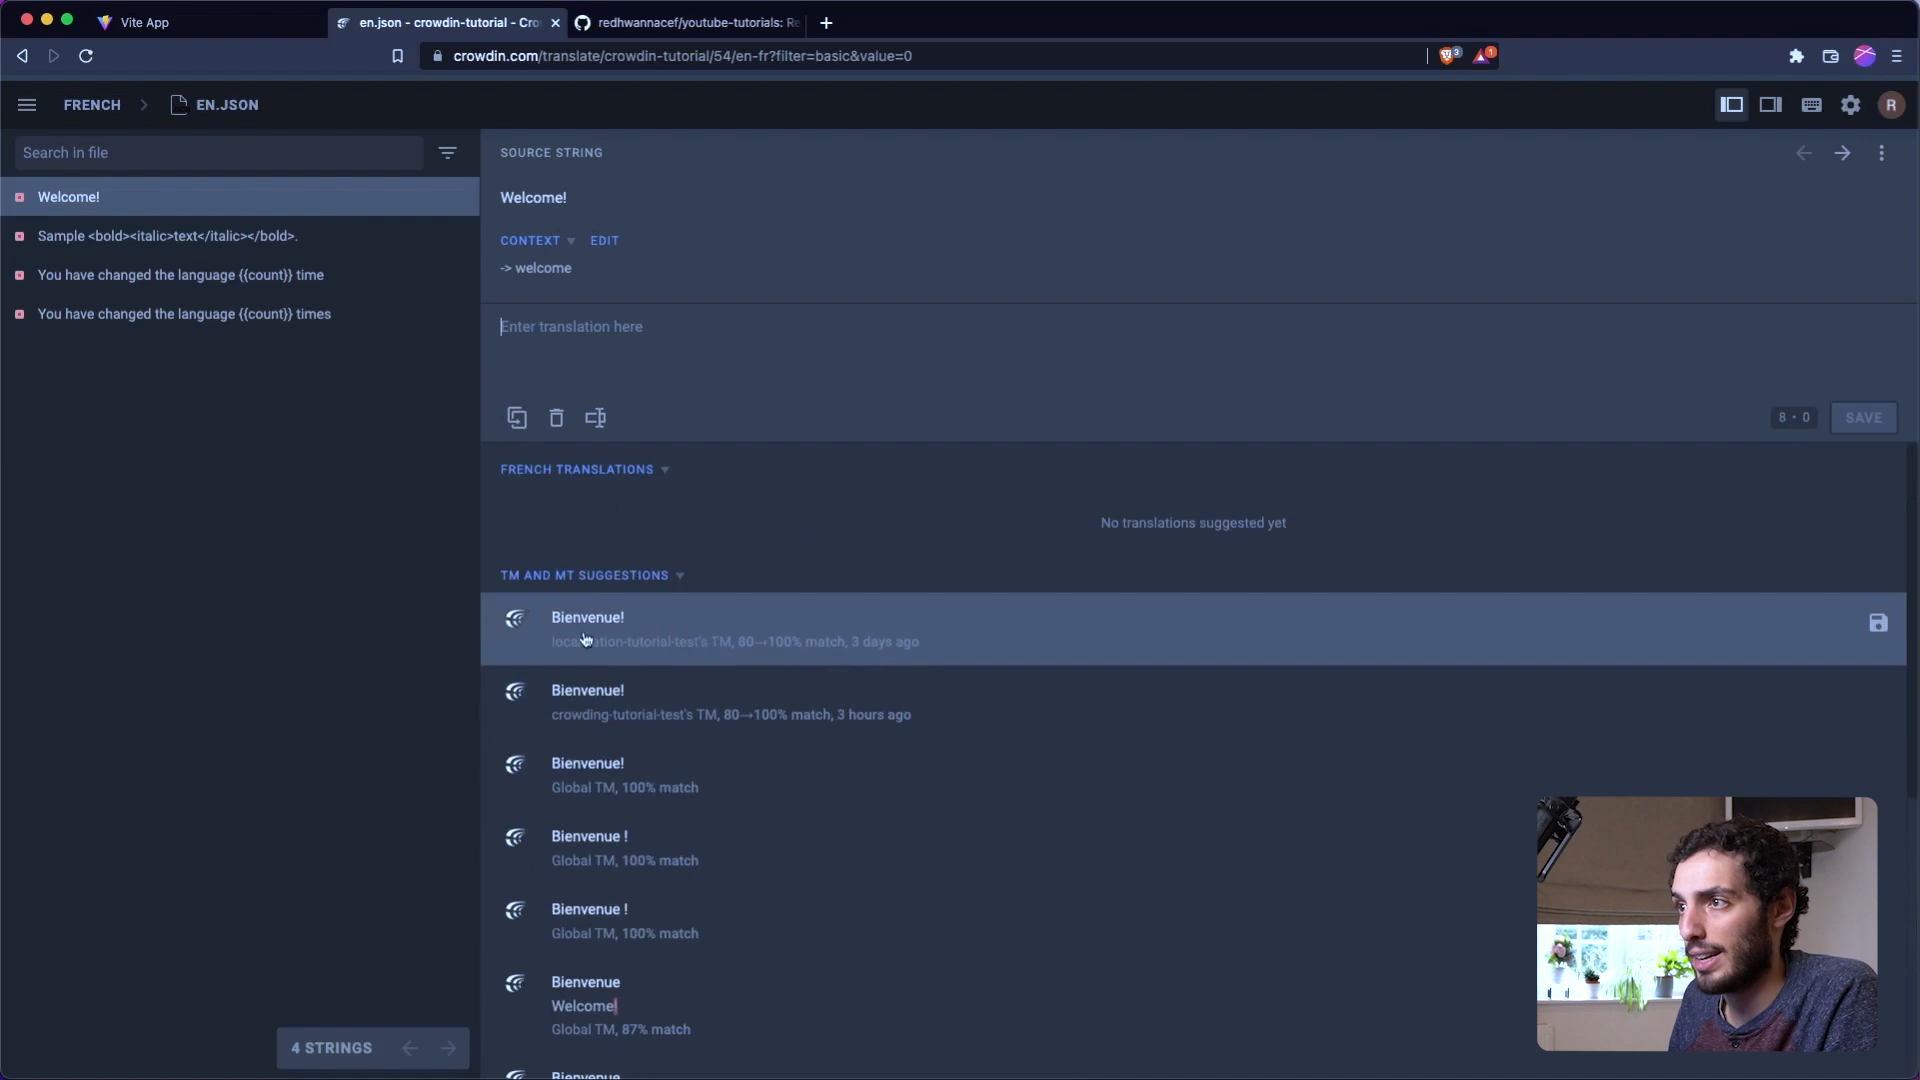 Vite App
en.json - crowdin-tutorial - Cro
redhwannacef/youtube-tutorials: Re
crowdin.com/translate/crowdin-tutorial/54/en-fr?filter=basic&value=0
3
1
FRENCH
EN.JSON
R
Search in file
Welcome!
Sample <bold><italic>text</italic></bold>.
You have changed the language {{count}} time
You have changed the language {{count}} times
4 STRINGS
SOURCE STRING
Welcome!
CONTEXT EDIT
-> welcome
Enter translation here
8 • 0
SAVE
FRENCH TRANSLATIONS
No translations suggested yet
TM AND MT SUGGESTIONS
Bienvenue!
TM, 80→100% match, 3 days ago
Bienvenue!
crowding-tutorial-test's TM, 80→100% match, 3 hours ago
Bienvenue!
Global TM, 100% match
Bienvenue !
Global TM, 100% match
Bienvenue !
Global TM, 100% match
Bienvenue
Welcome!
Global TM, 87% match
Bienvenue